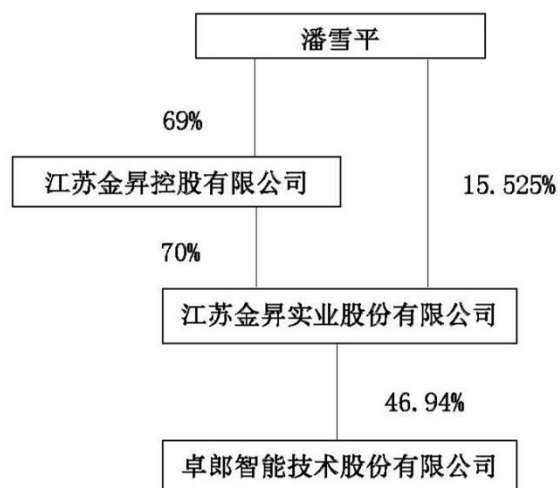 潘雪平
69%
江苏金昇控股有限公司
15.525%
70%
江苏金昇实业股份有限公司
46.94%
卓郎智能技术股份有限公司